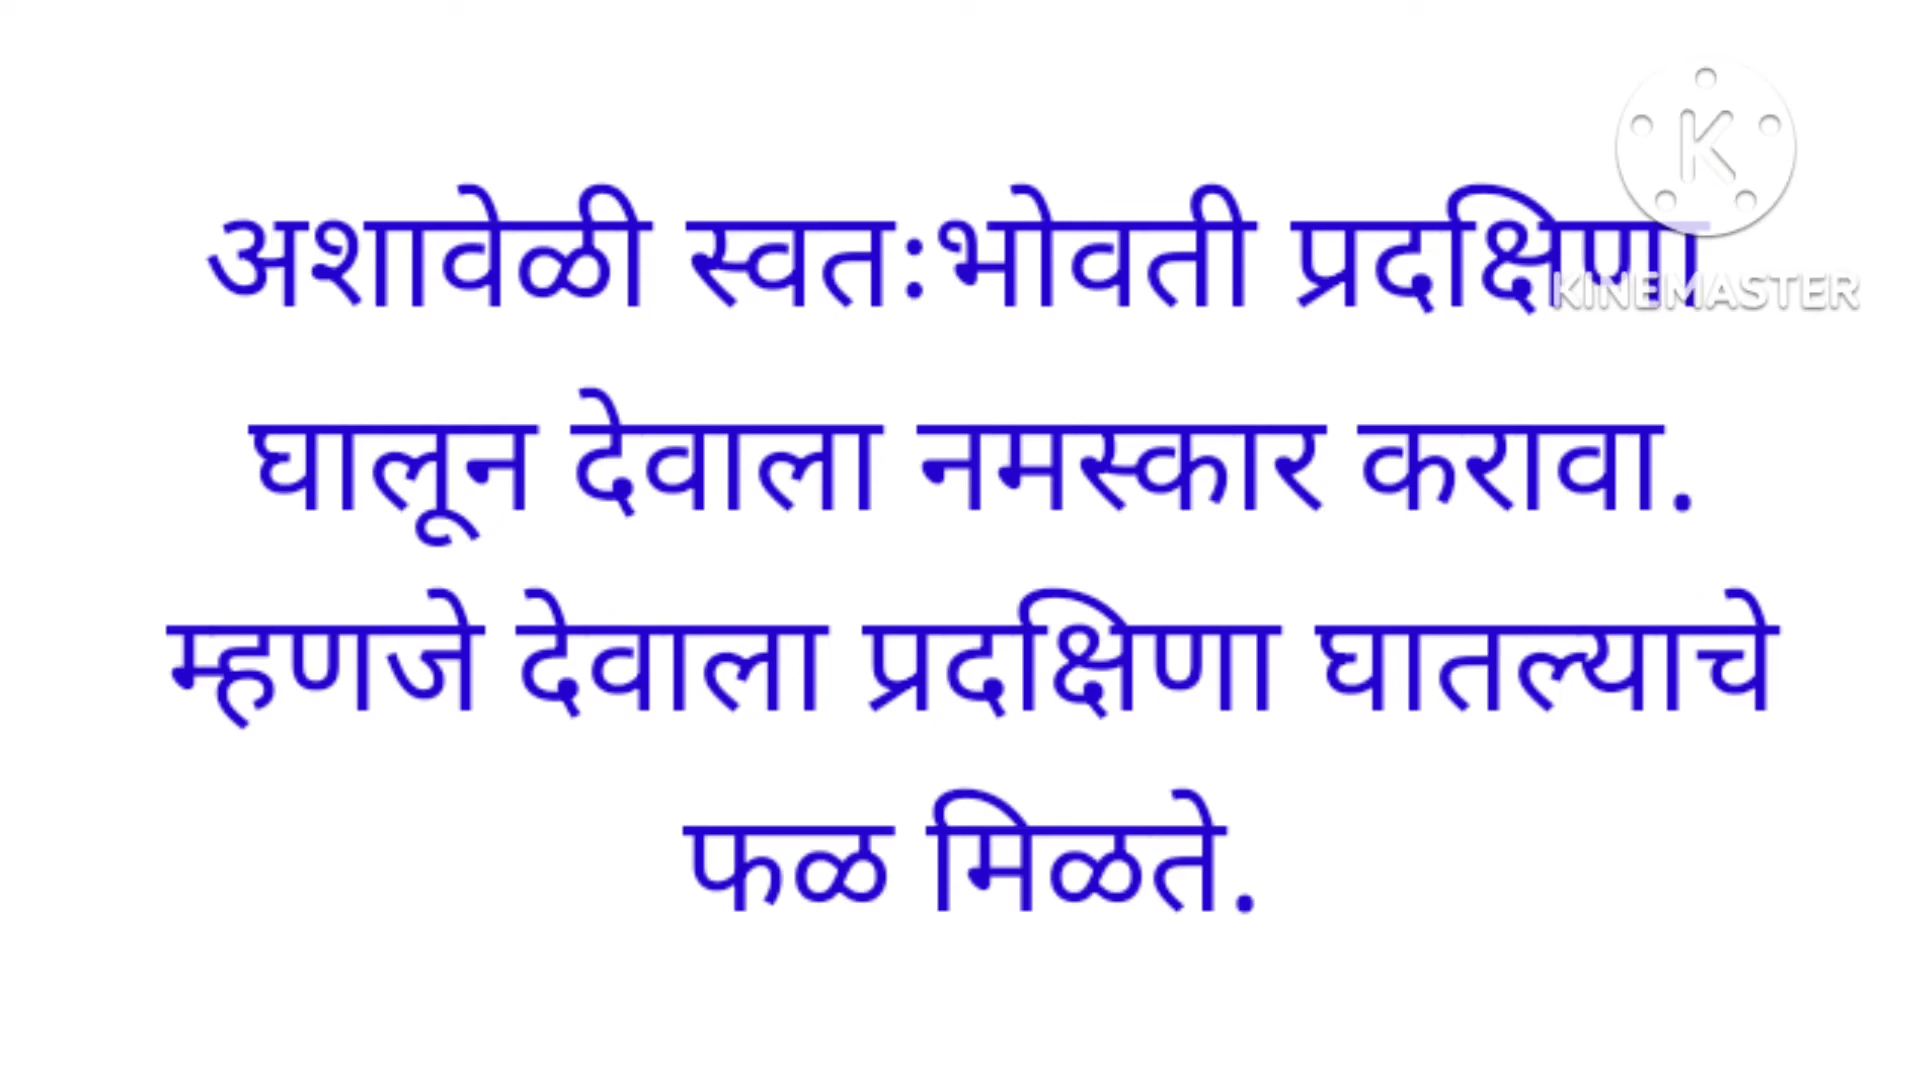 अशावेळी स्वतःभोवती प्रदक्षिणा
घालून देवाला नमस्कार करावा.
म्हणजे देवाला प्रदक्षिणा घातल्याचे
फळ मिळते.
K
KINEMASTER